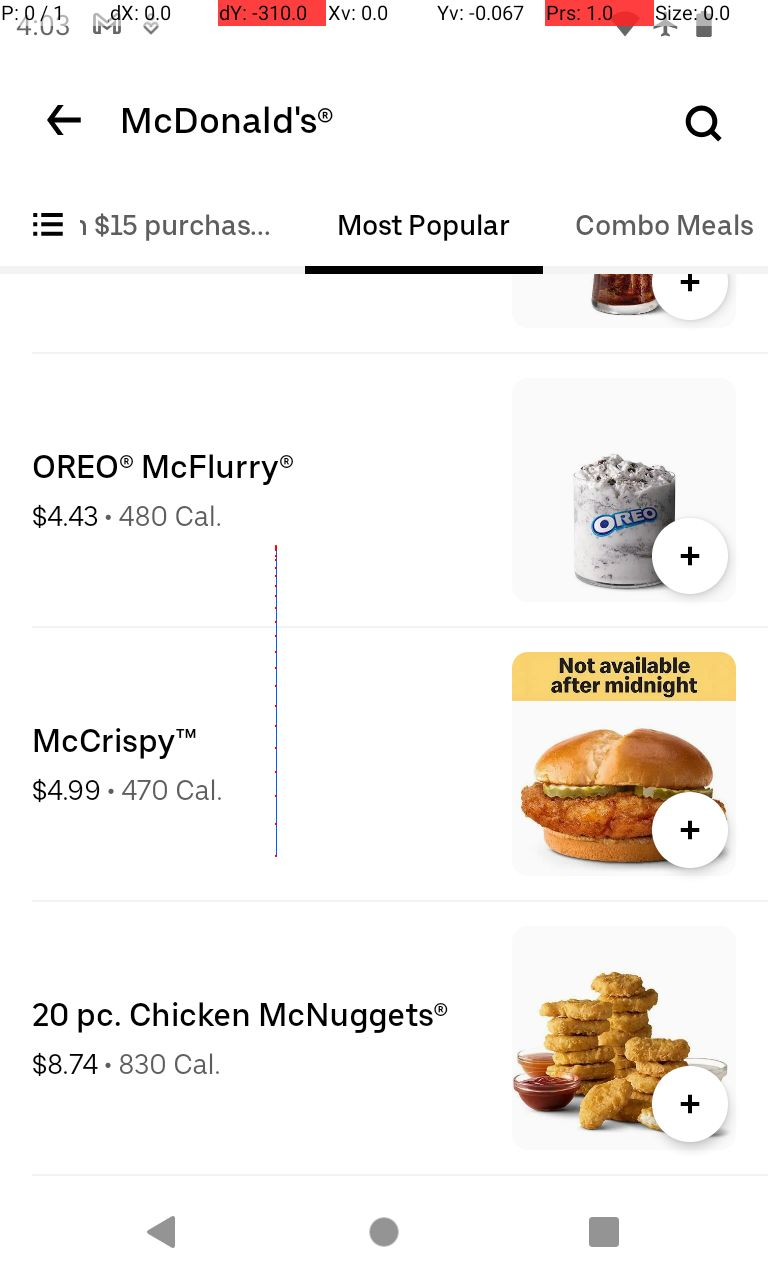 P: 0 / 1 dX: 0.0 dY: -310.0 Xv: 0.0 Yv: -0.067 Prs: 1.0 Size: 0.0
4:03
McDonald's®
n $15 purchas... Most Popular Combo Meals
OREO® McFlurry®
$4.43 • 480 Cal.
OREO
Not available
after midnight
McCrispy™
$4.99 • 470 Cal.
20 pc. Chicken McNuggets®
$8.74 • 830 Cal.